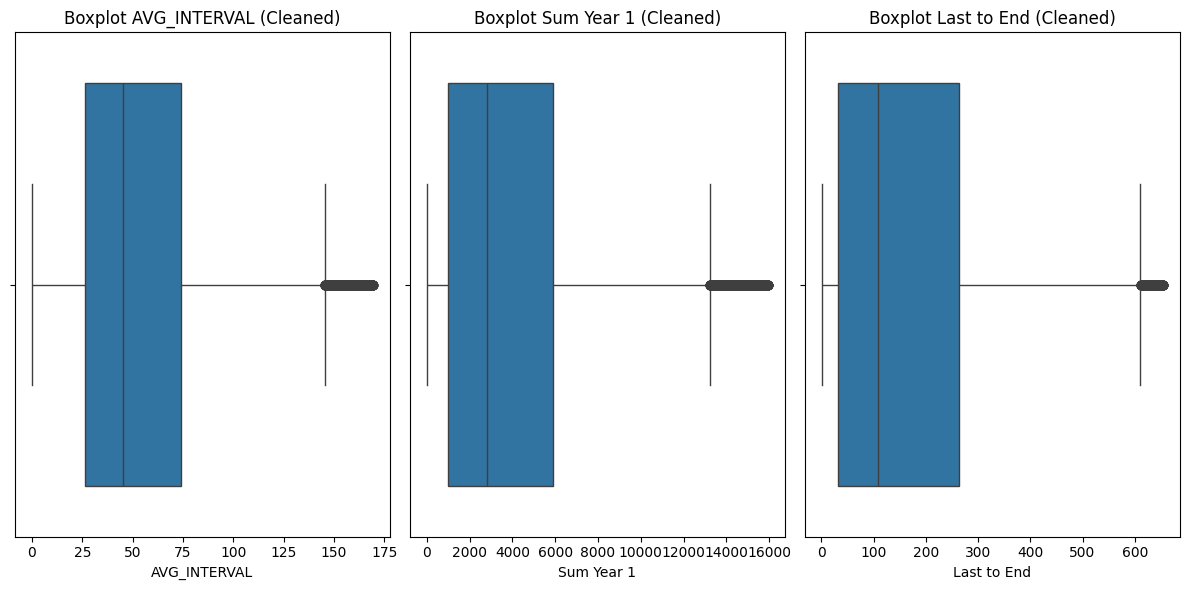 Boxplot AVG_INTERVAL (Cleaned)
Boxplot Sum Year 1 (Cleaned)
Boxplot Last to End (Cleaned)
0 25 50 75 100 125 150 175
0 2000 4000 6000 8000 10000 12000 14000 16000
0 100 200 300 400 500 600
AVG_INTERVAL
Sum Year 1
Last to End